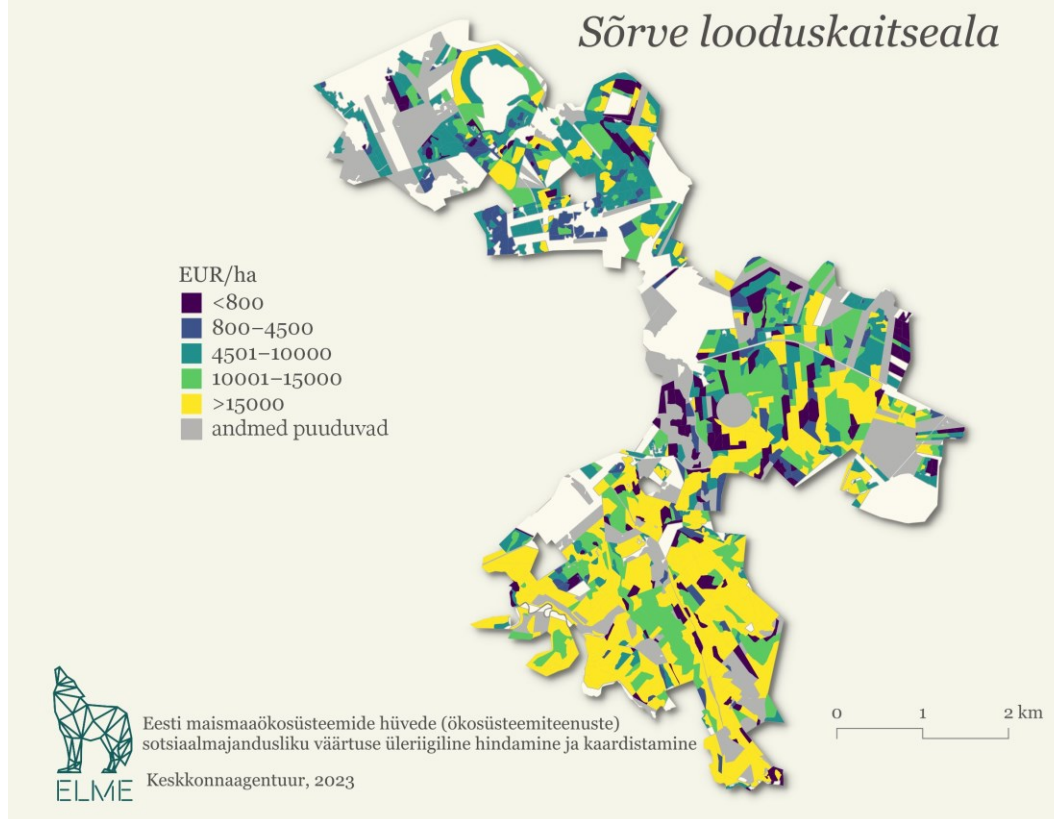 Sõrve looduskaitseala
EUR/ha
<800
800–4500
4501–10000
10001–15000
>15000
andmed puuduvad
Eesti maismaaökosüsteemide hüvede (ökosüsteemiteenuste)
sotsiaalmajandusliku väärtuse üleriigiline hindamine ja kaardistamine
Keskkonnaagentuur, 2023
ELME
0 1 2 km